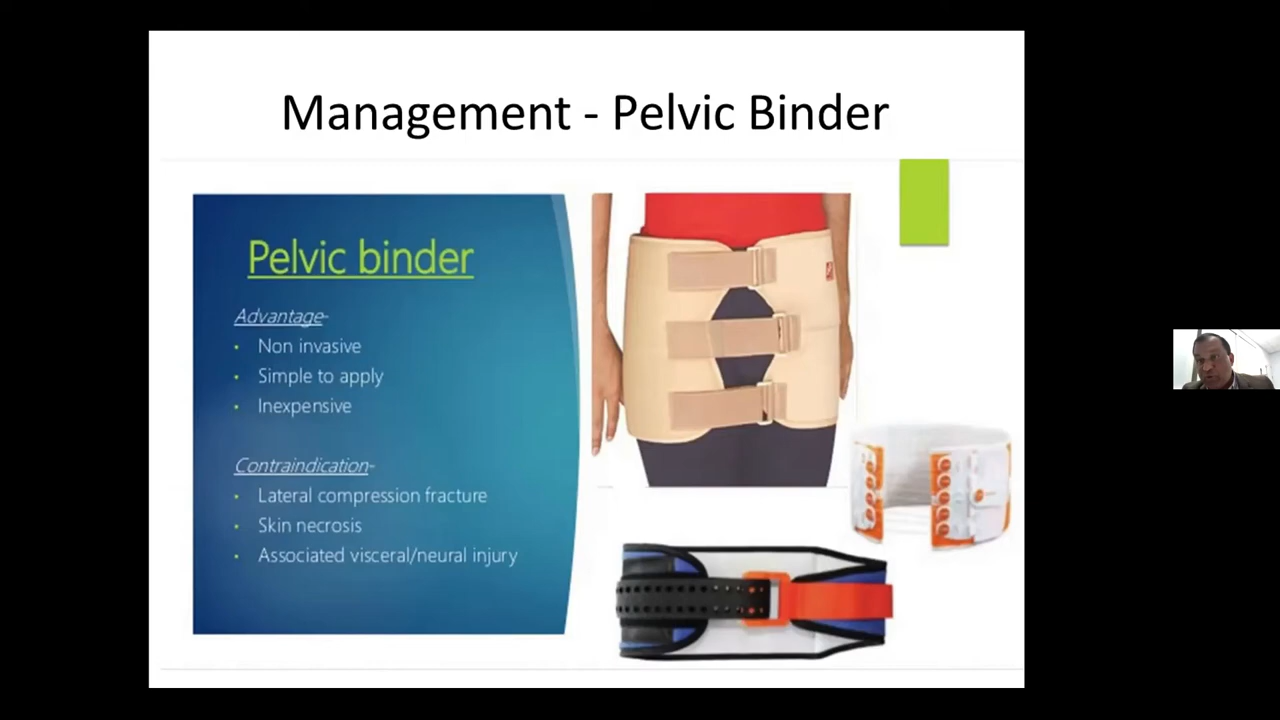 Management - Pelvic Binder
Pelvic binder
Advantage-
• Non invasive
• Simple to apply
• Inexpensive
Contraindication-
• Lateral compression fracture
• Skin necrosis
• Associated visceral/neural injury